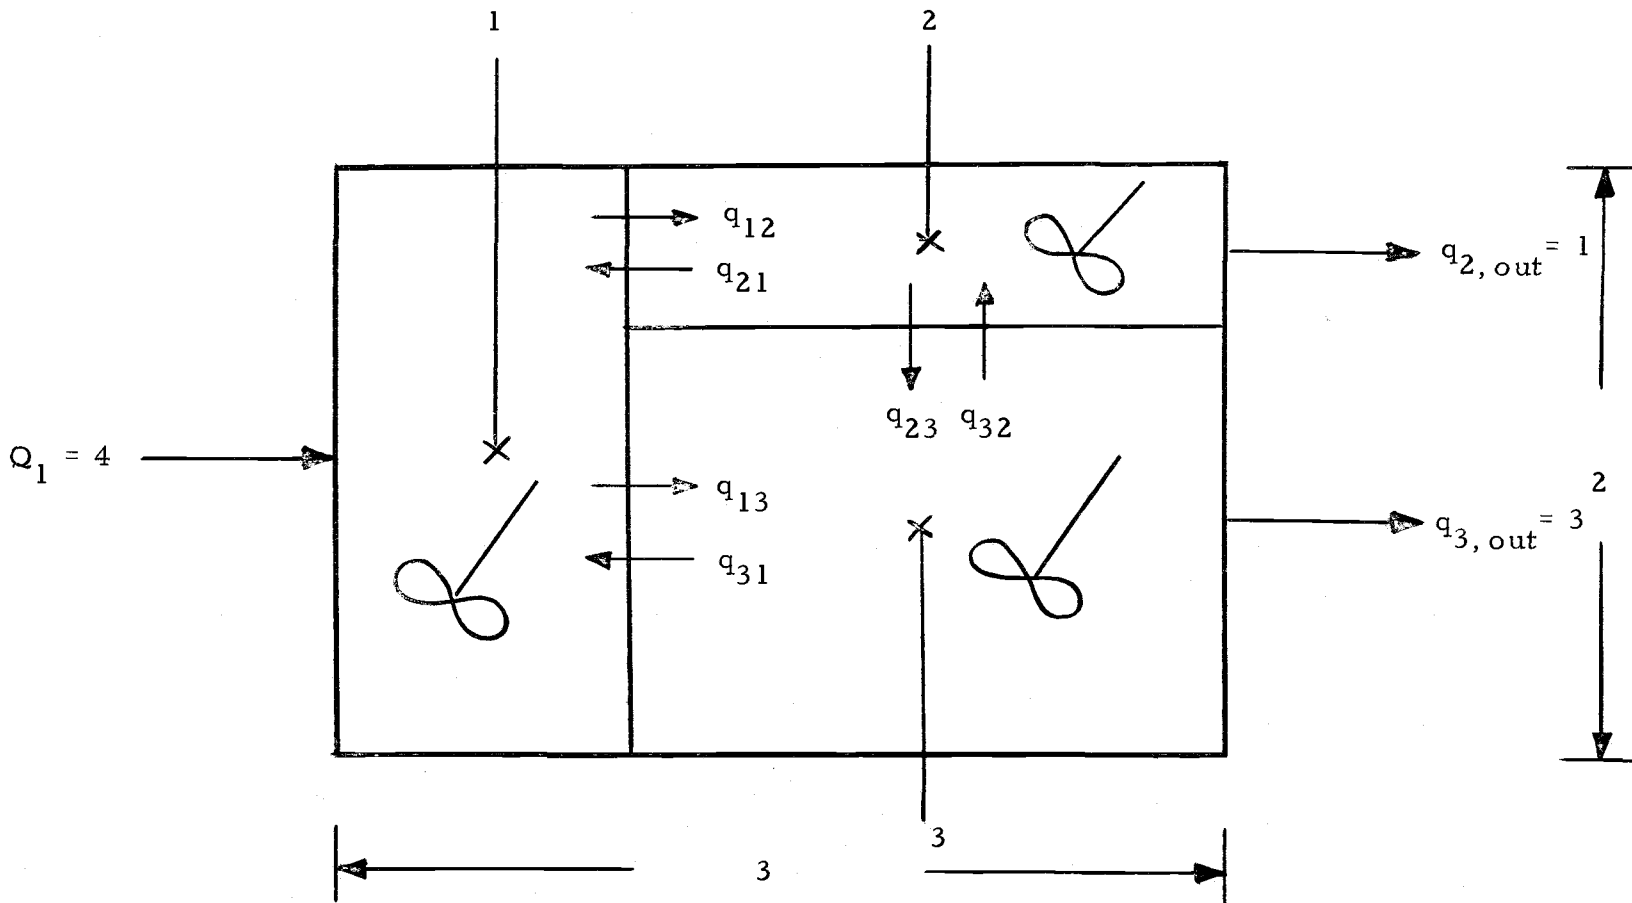 1
2
q12
q21
q2, out = 1
q23 q32
Q1 = 4
q13
q31
2
q3, out = 3
3
3